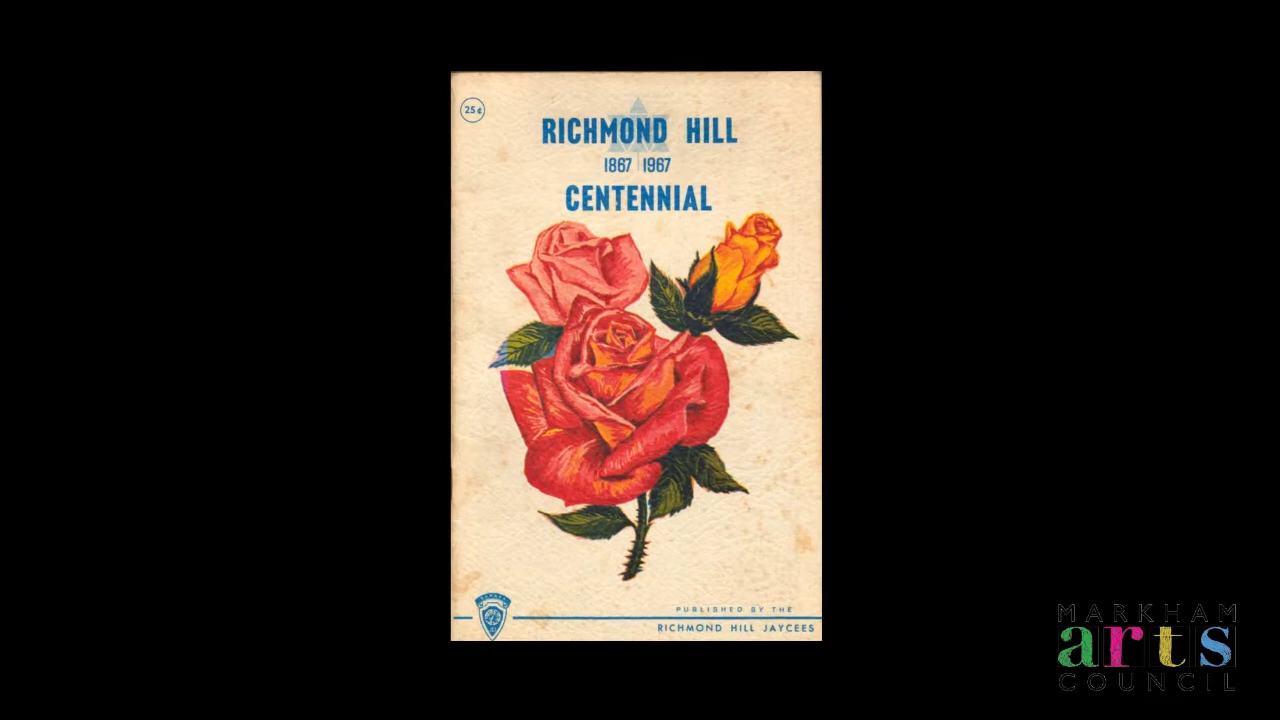 25¢
RICHMOND HILL
1867 1967
CENTENNIAL
PUBLISHED BY THE
RICHMOND HILL JAYCEES
MARKHAM
arts
COUNCIL